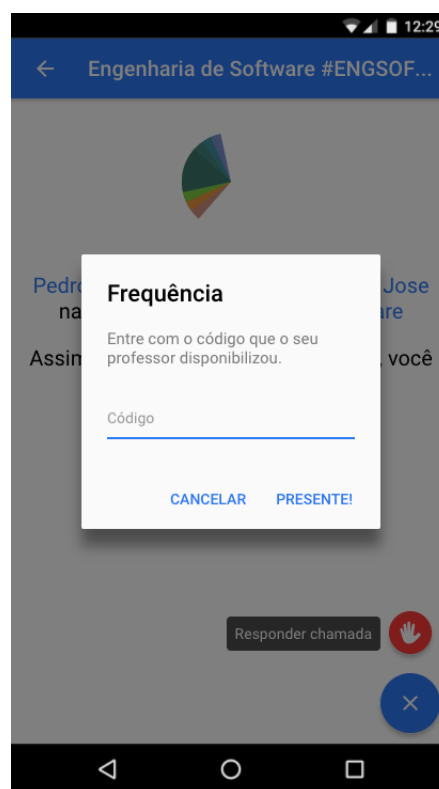 12:29
Engenharia de Software #ENGSOF...
Pedro Jose
na are
Assim , você
Frequência
Entre com o código que o seu
professor disponibilizou.
Código
CANCELAR PRESENTE!
Responder chamada